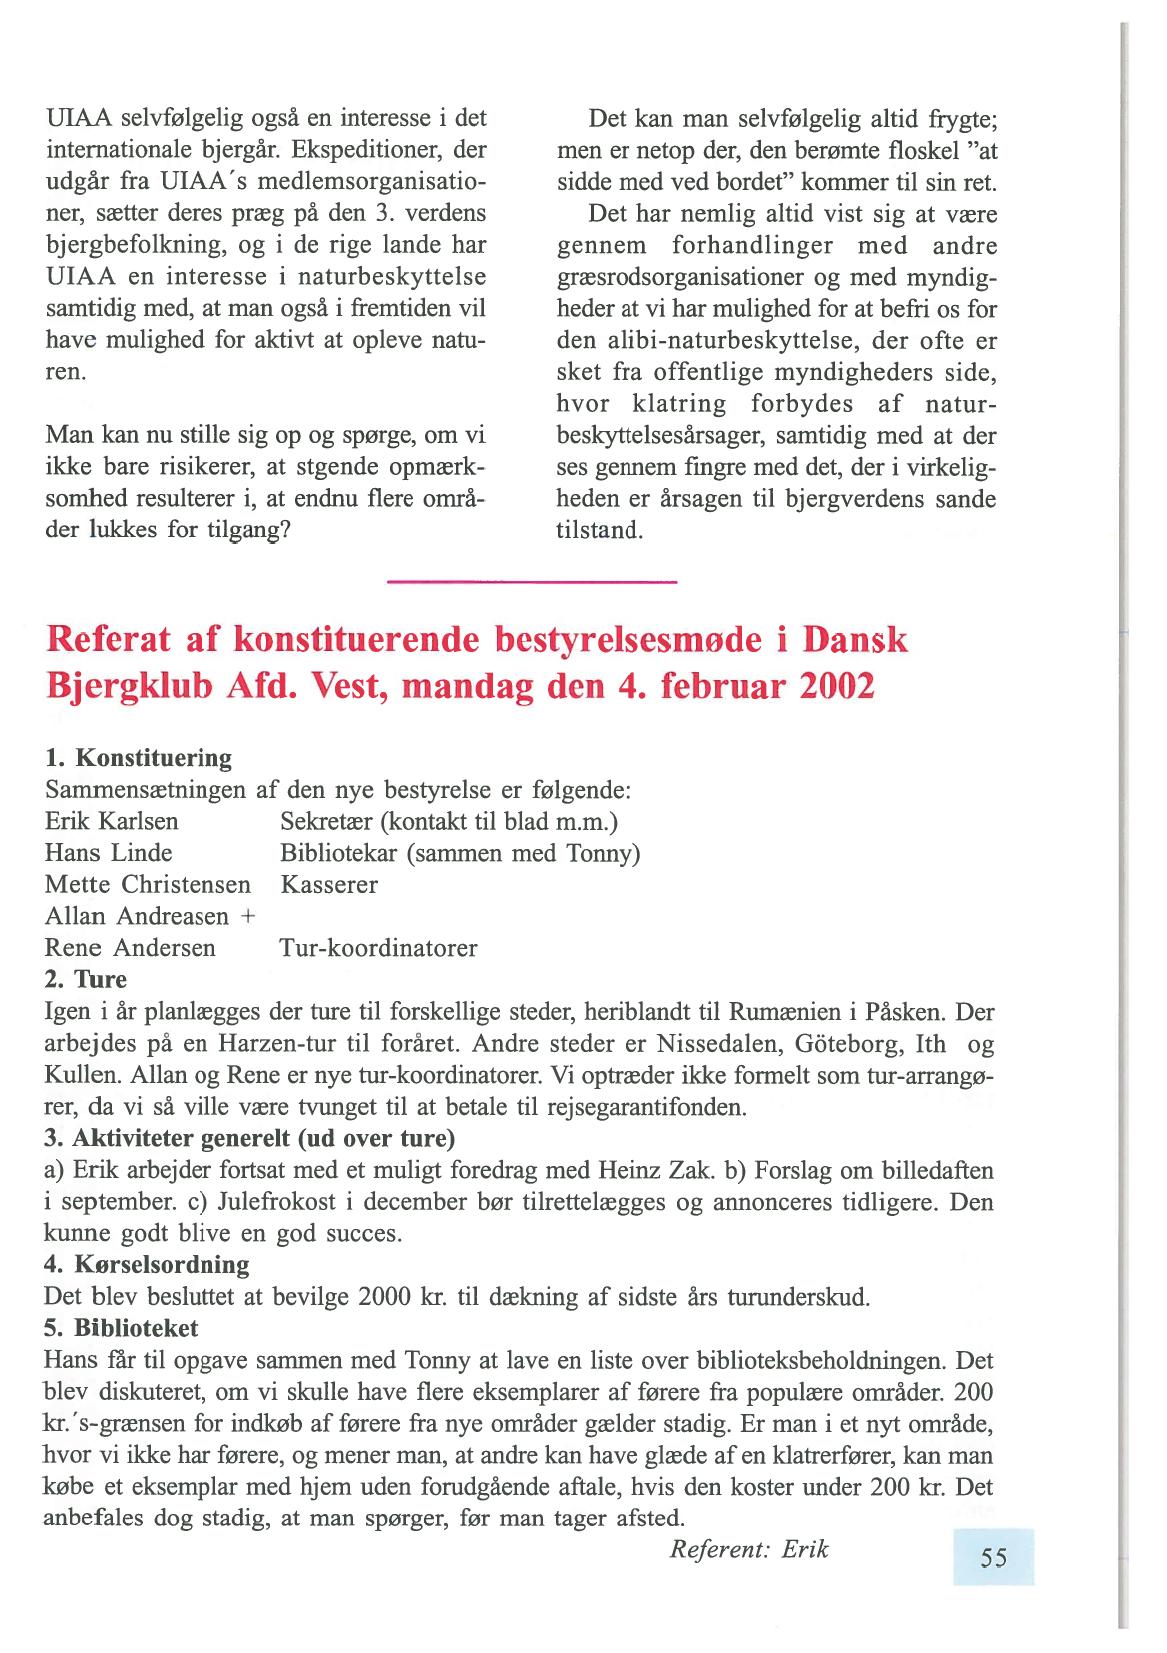 UIAA selvfølgelig også en interesse i det
internationale bjergår. Ekspeditioner, der
udgår fra UIAA´s medlemsorganisatio-
ner, sætter deres præg på den 3. verdens
bjergbefolkning, og i de rige lande har
UIAA en interesse i naturbeskyttelse
samtidig med, at man også i fremtiden vil
have mulighed for aktivt at opleve natu-
ren.
Man kan nu stille sig op og spørge, om vi
ikke bare risikerer, at stgende opmærk-
somhed resulterer i, at endnu flere områ-
der lukkes for tilgang?
Det kan man selvfølgelig altid frygte;
men er netop der, den berømte floskel ”at
sidde med ved bordet” kommer til sin ret.
Det har nemlig altid vist sig at være
gennem forhandlinger med andre
græsrodsorganisationer og med myndig-
heder at vi har mulighed for at befri os for
den alibi-naturbeskyttelse, der ofte er
sket fra offentlige myndigheders side,
hvor klatring forbydes af natur-
beskyttelsesårsager, samtidig med at der
ses gennem fingre med det, der i virkelig-
heden er årsagen til bjergverdens sande
tilstand.
Referat af konstituerende bestyrelsesmøde i Dansk
Bjergklub Afd. Vest, mandag den 4. februar 2002
1. Konstituering
Sammensætningen af den nye bestyrelse er følgende:
Erik Karlsen Sekretær (kontakt til blad m.m.)
Hans Linde Bibliotekar (sammen med Tonny)
Mette Christensen Kasserer
Allan Andreasen +
Rene Andersen Tur-koordinatorer
2. Ture
Igen i år planlægges der ture til forskellige steder, heriblandt til Rumænien i Påsken. Der
arbejdes på en Harzen-tur til foråret. Andre steder er Nissedalen, Göteborg, Ith og
Kullen. Allan og Rene er nye tur-koordinatorer. Vi optræder ikke formelt som tur-arrangø-
rer, da vi så ville være tvunget til at betale til rejsegarantifonden.
3. Aktiviteter generelt (ud over ture)
a) Erik arbejder fortsat med et muligt foredrag med Heinz Zak. b) Forslag om billedaften
i september. c) Julefrokost i december bør tilrettelægges og annonceres tidligere. Den
kunne godt blive en god succes.
4. Kørselsordning
Det blev besluttet at bevilge 2000 kr. til dækning af sidste års turunderskud.
5. Biblioteket
Hans får til opgave sammen med Tonny at lave en liste over biblioteksbeholdningen. Det
blev diskuteret, om vi skulle have flere eksemplarer af førere fra populære områder. 200
kr.´s-grænsen for indkøb af førere fra nye områder gælder stadig. Er man i et nyt område,
hvor vi ikke har førere, og mener man, at andre kan have glæde af en klatrerfører, kan man
købe et eksemplar med hjem uden forudgående aftale, hvis den koster under 200 kr. Det
anbefales dog stadig, at man spørger, før man tager afsted.
Referent: Erik
55